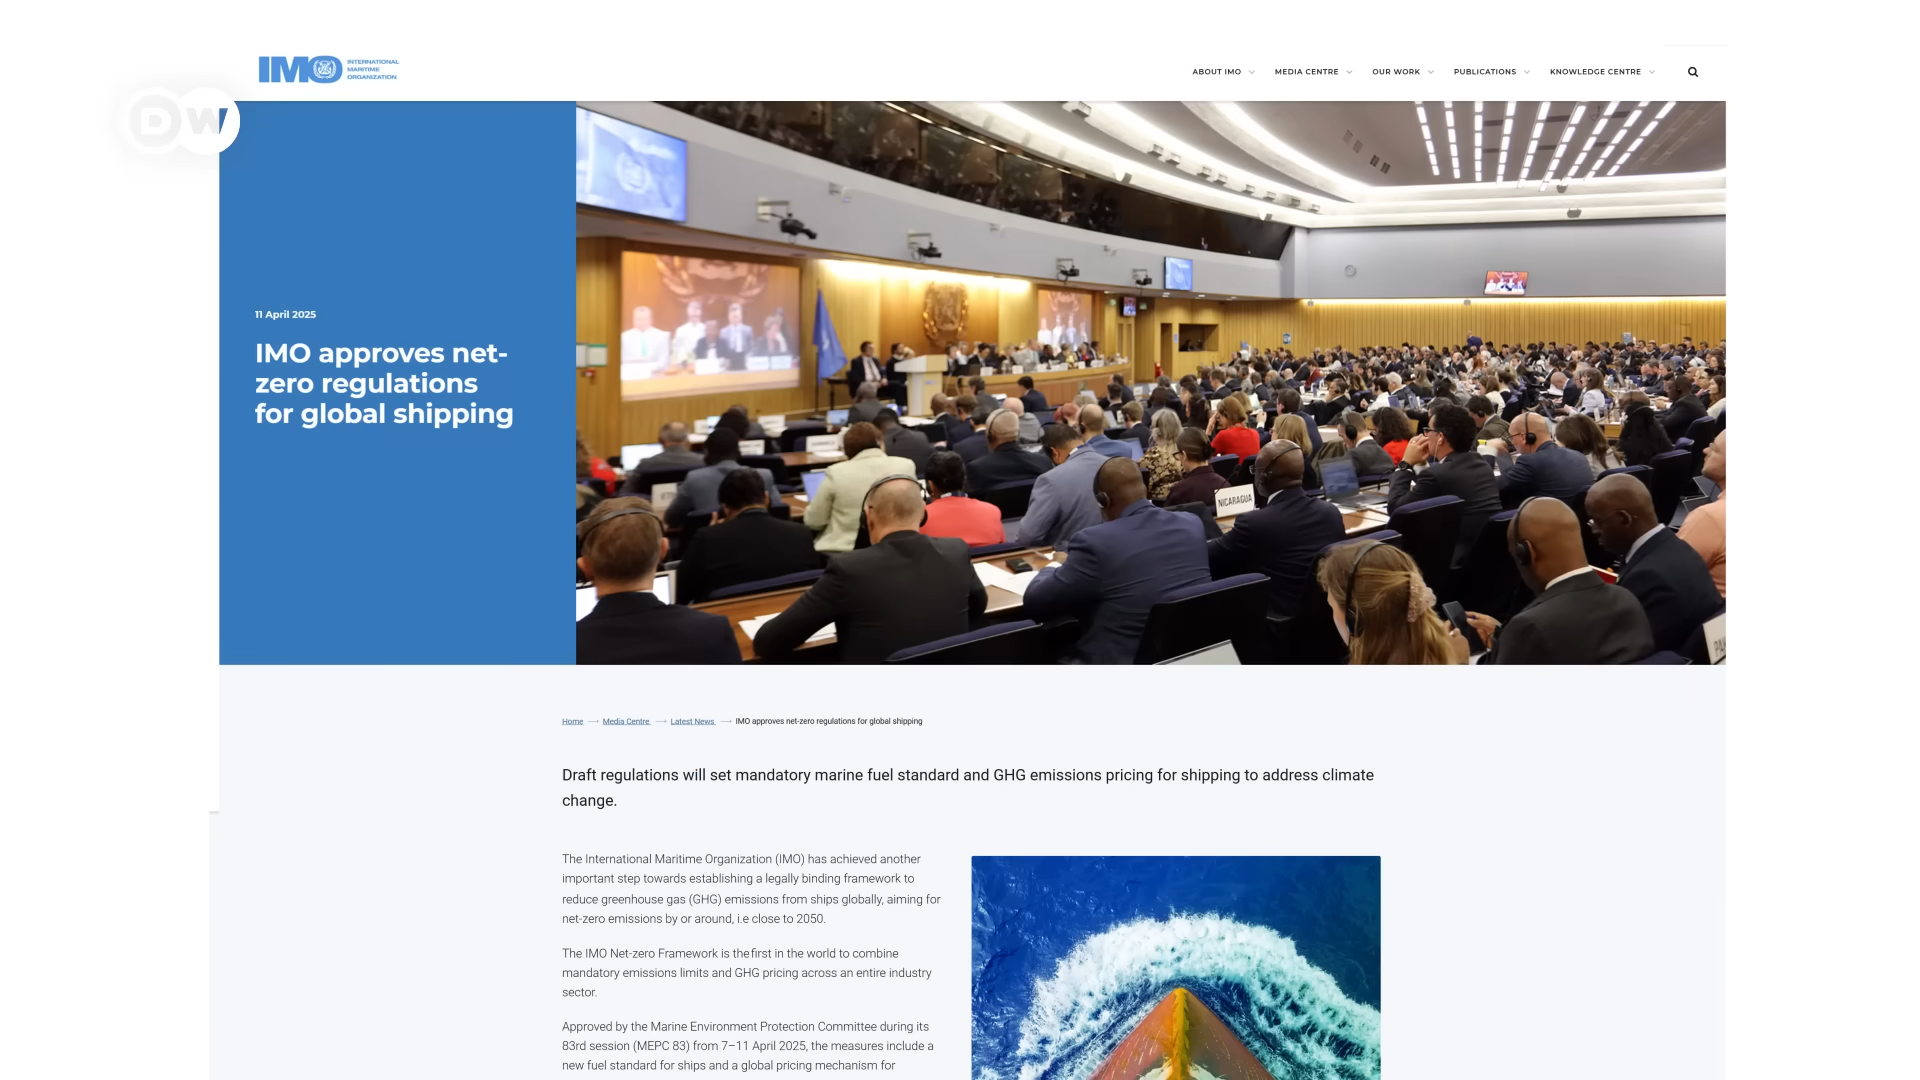 IMO INTERNATIONAL
MARITIME
ORGANIZATION
ABOUT IMO
MEDIA CENTRE
OUR WORK
PUBLICATIONS
KNOWLEDGE CENTRE
DW
11 April 2025
IMO approves net-
zero regulations
for global shipping
NICARAGUA
Home
Media Centre
Latest News
IMO approves net-zero regulations for global shipping
Draft regulations will set mandatory marine fuel standard and GHG emissions pricing for shipping to address climate
change.
The International Maritime Organization (IMO) has achieved another
important step towards establishing a legally binding framework to
reduce greenhouse gas (GHG) emissions from ships globally, aiming for
net-zero emissions by or around, i.e close to 2050.
The IMO Net-zero Framework is the first in the world to combine
mandatory emissions limits and GHG pricing across an entire industry
sector.
Approved by the Marine Environment Protection Committee during its
83rd session (MEPC 83) from 7–11 April 2025, the measures include a
new fuel standard for ships and a global pricing mechanism for